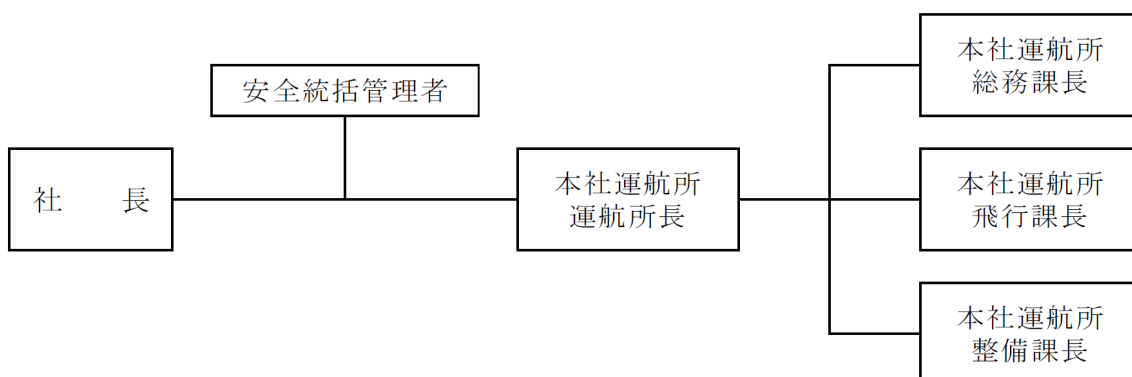 安全統括管理者
社　　長
本社運航所
運航所長
本社運航所
総務課長
本社運航所
飛行課長
本社運航所
整備課長